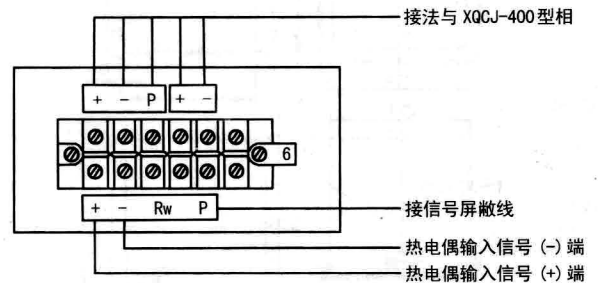 接法与 XQCJ-400型相
+ - P + -
6
+ - Rw P
接信号屏敝线
热电偶输入信号(-)端
热电偶输入信号(+)端